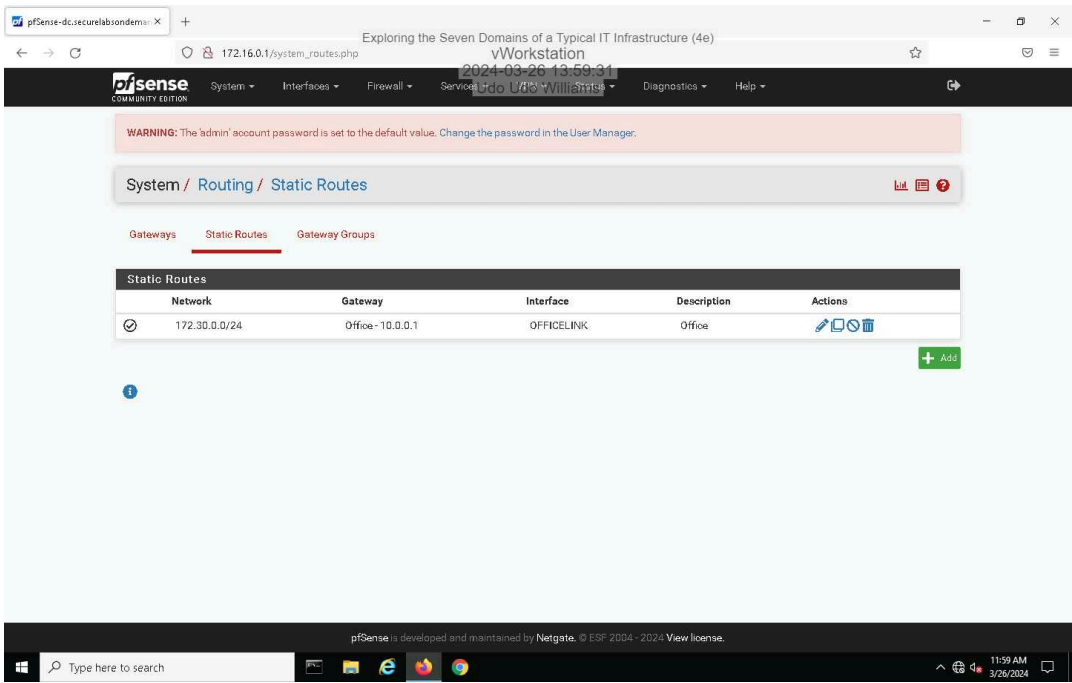 pfSense-dc.securelabsondeman
Exploring the Seven Domains of a Typical IT Infrastructure (4e)
172.16.0.1/system_routes.php
vWorkstation
2024-03-26 13:59:31
Udo Udo Williams
pfsense
COMMUNITY EDITION
System Interfaces Firewall Services VPN Status Diagnostics Help
WARNING: The 'admin' account password is set to the default value. Change the password in the User Manager.
System / Routing / Static Routes
Gateways Static Routes Gateway Groups
Static Routes
Network Gateway Interface Description Actions
172.30.0.0/24 Office - 10.0.0.1 OFFICELINK Office
Add
pfSense is developed and maintained by Netgate. © ESF 2004 - 2024 View license.
Type here to search
11:59 AM
3/26/2024